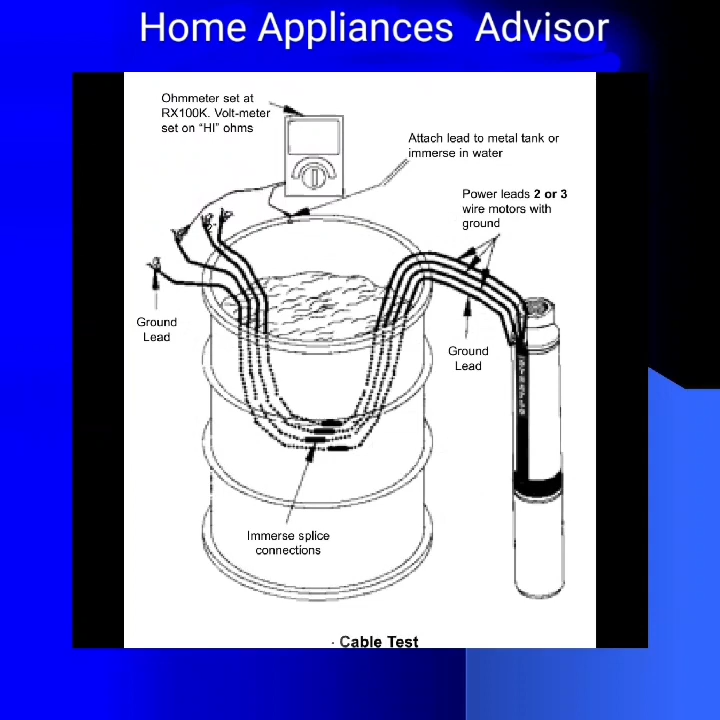 Home Appliances Advisor
Ohmmeter set at
RX100K. Volt-meter
set on "HI" ohms
Attach lead to metal tank or
immerse in water
Power leads 2 or 3
wire motors with
ground
Ground
Lead
Ground
Lead
Immerse splice
connections
· Cable Test